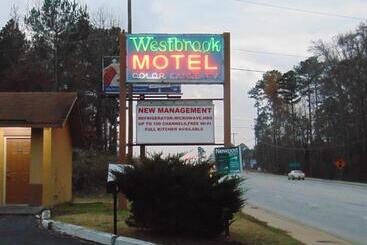 Westbrook
MOTEL
COLOR CABLE TV
NEW MANAGEMENT
REFRIGERATOR,MICROWAVE,HBO
UP TO 100 CHANNELS,FREE WI-FI
FULL KITCHEN AVAILABLE
Newport